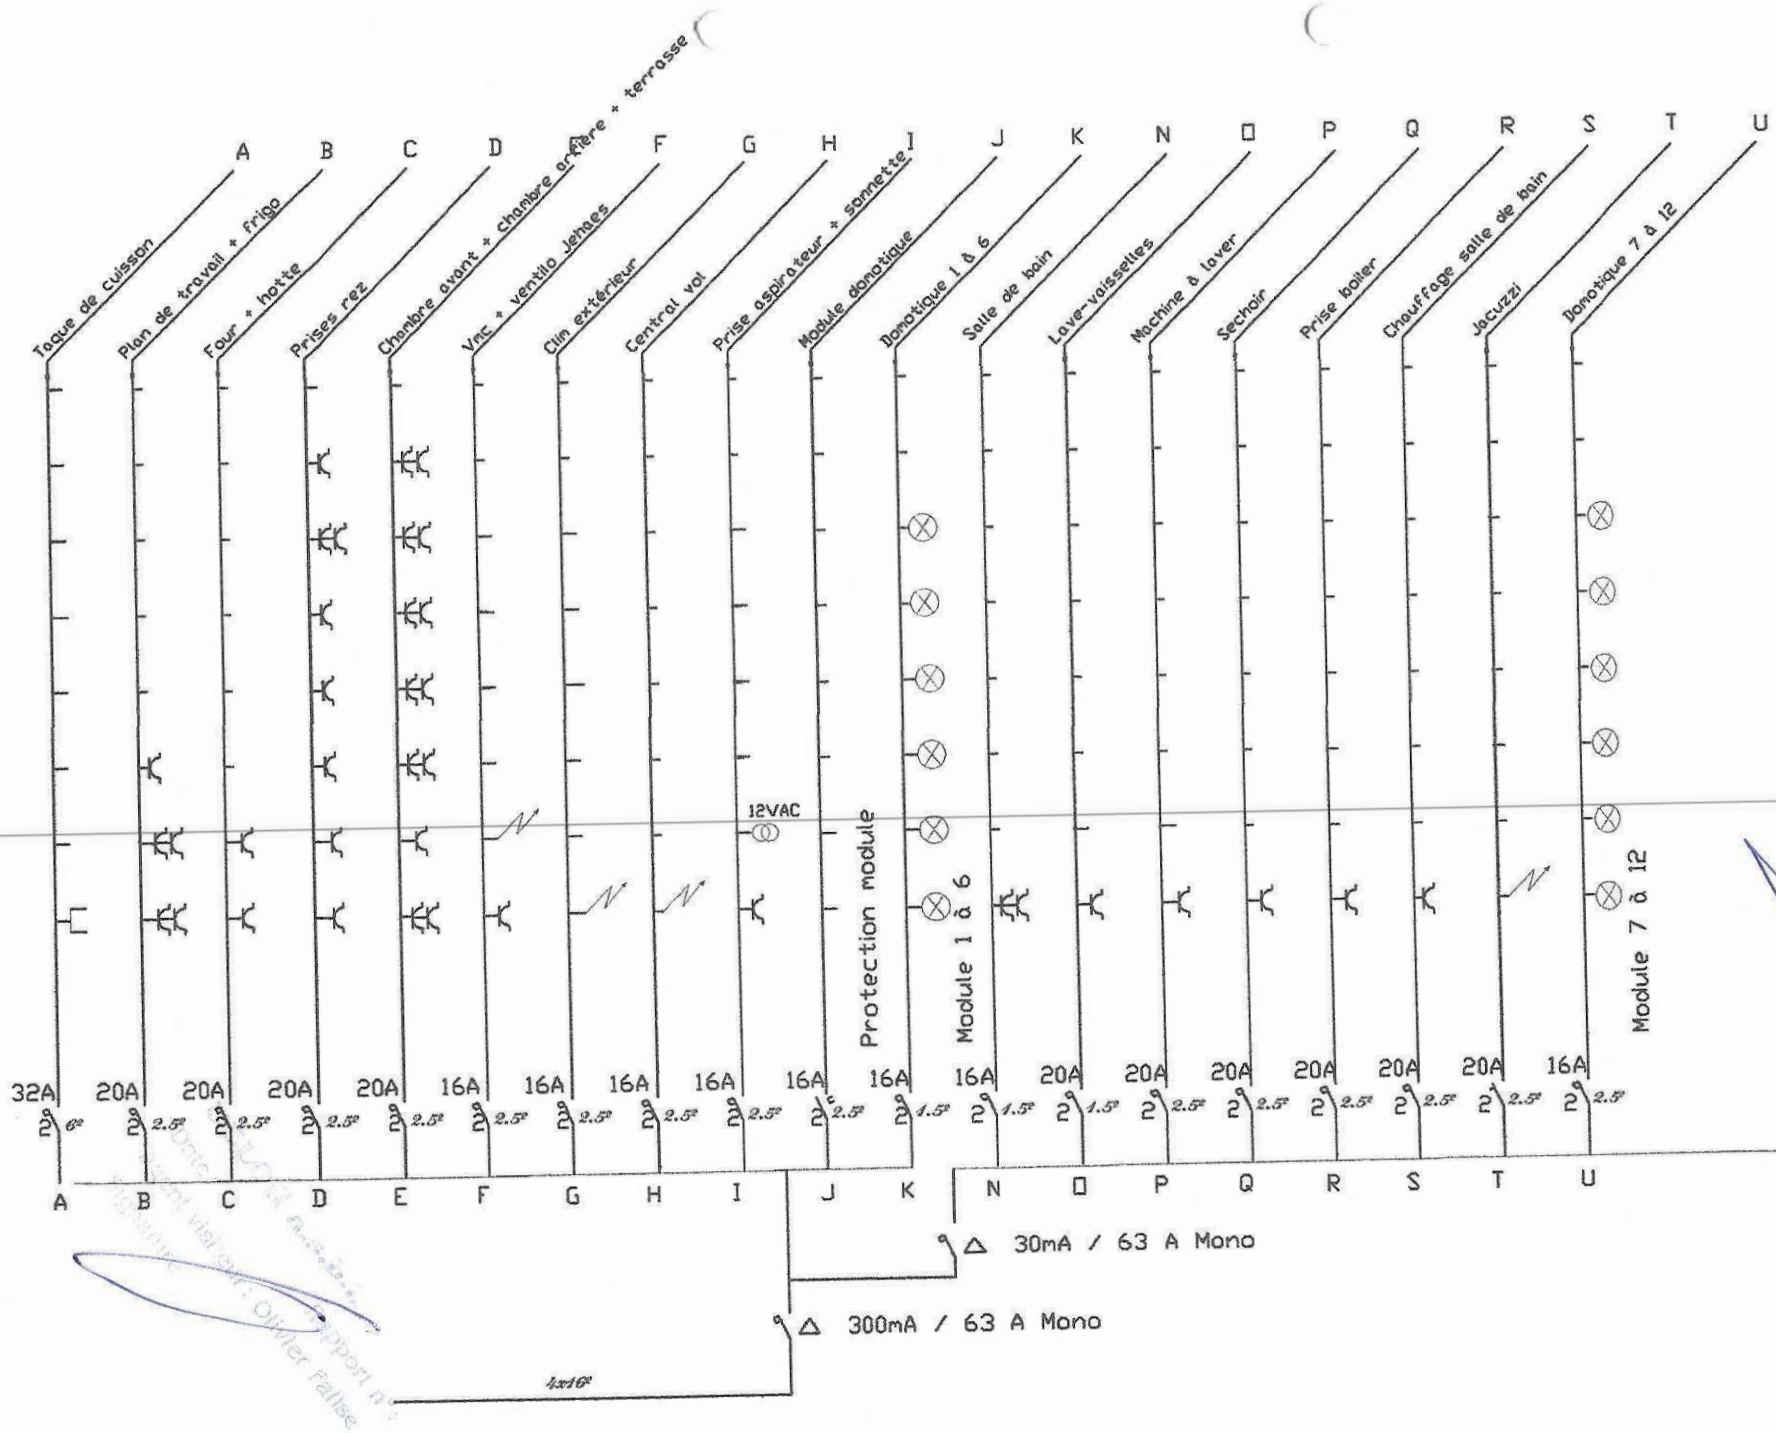 A B C D F G H I J K N O P Q R S T U
Taque de cuisson
Plan de travail + frigo
Four + hotte
Prises rez
Chambre avant + chambre arrière + terrasse
Vmc + ventilo Jehaes
Clim extérieur
Central vol
Prise aspirateur + sonnette
Module domotique
Domotique 1 à 6
Salle de bain
Lave-vaisselles
Machine à laver
Sechoir
Prise boiler
Chauffage salle de bain
Jacuzzi
Domotique 7 à 12
12VAC
Protection module
Module 1 à 6
Module 7 à 12
32A 20A 20A 20A 20A 16A 16A 16A 16A 16A 16A 16A 20A 20A 20A 20A 20A 20A 16A
2 6² 2 2.5² 2 2.5² 2 2.5² 2 2.5² 2 2.5² 2 2.5² 2 2.5² 2 2.5² 2 2.5² 2 1.5² 2 1.5² 2 1.5² 2 2.5² 2 2.5² 2 2.5² 2 2.5² 2 2.5² 2 2.5²
A B C D E F G H I J K N O P Q R S T U
Δ 30mA / 63 A Mono
Δ 300mA / 63 A Mono
4x16²
Date
Agent visiteur : Olivier Fallise
Signature
Rapport n°